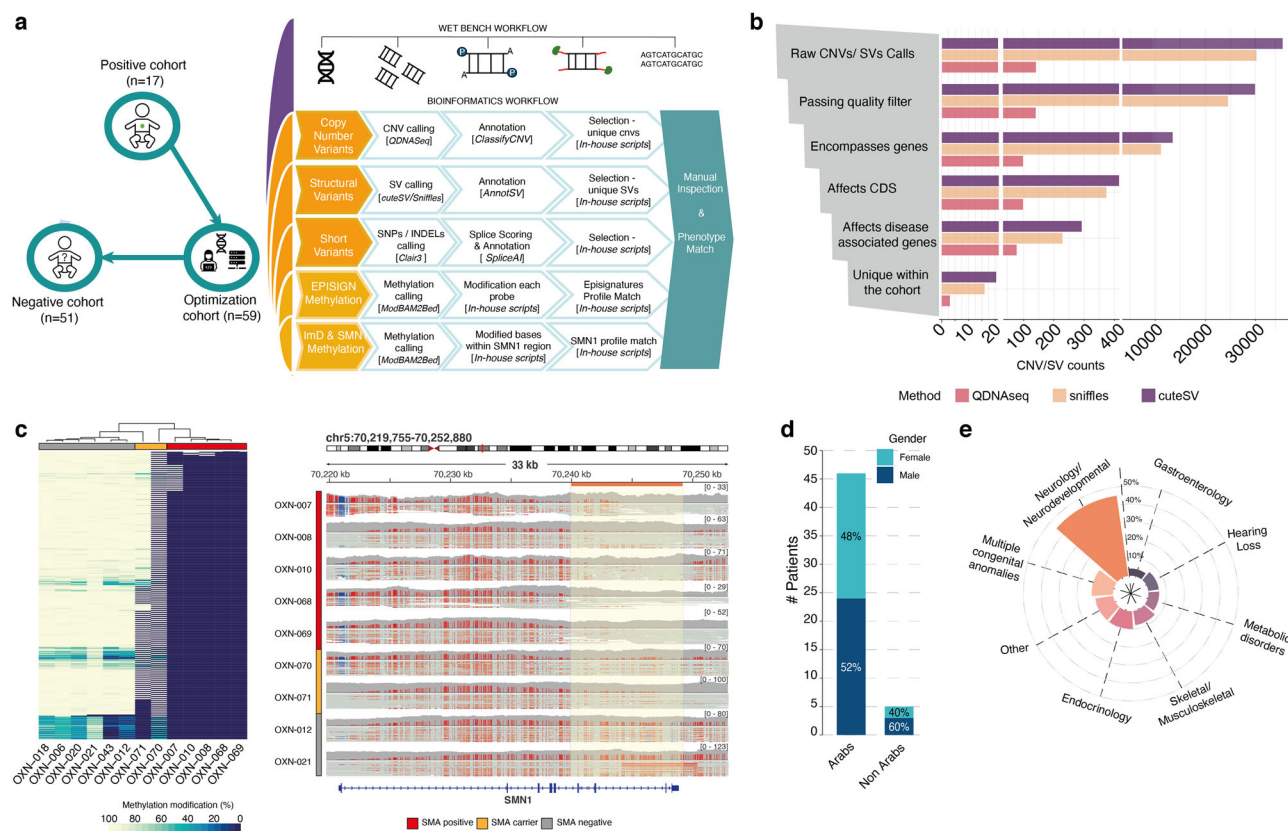 a
Positive cohort
(n=17)
Negative cohort
(n=51)
?
Optimization
cohort (n=59)
WET BENCH WORKFLOW
P
A
A
P
AGTCATGCATGC
AGTCATGCATGC
BIOINFORMATICS WORKFLOW
Copy
Number
Variants
CNV calling
[QDNASeq]
Annotation
[ClassifyCNV]
Selection -
unique cnvs
[In-house scripts]
Structural
Variants
SV calling
[cuteSV/Sniffles]
Annotation
[AnnotSV]
Selection -
unique SVs
[In-house scripts]
Short
Variants
SNPs / INDELs
calling
[Clair3 ]
Splice Scoring
& Annotation
[ SpliceAI]
Selection -
[In-house scripts]
EPISIGN
Methylation
Methylation
calling
[ModBAM2Bed]
Modification each
probe
[In-house scripts]
Episignatures
Profile Match
[In-house scripts]
ImD & SMN
Methylation
Methylation
calling
[ModBAM2Bed]
Modified bases
within SMN1 region
[In-house scripts]
SMN1 profile match
[In-house scripts]
Manual
Inspection
&
Phenotype
Match
b
Raw CNVs/ SVs Calls
Passing quality filter
Encompasses genes
Affects CDS
Affects disease
associated genes
Unique within
the cohort
0
10
20
100
200
300
400
10000
20000
30000
CNV/SV counts
Method
QDNAseq
sniffles
cuteSV
c
OXN-018
OXN-006
OXN-020
OXN-021
OXN-043
OXN-012
OXN-071
OXN-070
OXN-007
OXN-010
OXN-008
OXN-068
OXN-069
Methylation modification (%)
100 80 60 40 20 0
chr5:70,219,755-70,252,880
33 kb
70,220 kb
70,230 kb
70,240 kb
70,250 kb
[0 - 33]
OXN-007
[0 - 63]
OXN-008
[0 - 71]
OXN-010
[0 - 29]
OXN-068
[0 - 52]
OXN-069
[0 - 70]
OXN-070
[0 - 100]
OXN-071
[0 - 80]
OXN-012
[0 - 123]
OXN-021
SMN1
SMA positive
SMA carrier
SMA negative
d
Gender
Female
Male
# Patients
50
45
40
35
30
25
20
15
10
5
0
48%
52%
40%
60%
Arabs
Non Arabs
e
Neurology/
Neurodevelopmental
Gastroenterology
Hearing
Loss
Metabolic
disorders
Skeletal/
Musculoskeletal
Endocrinology
Other
Multiple
congenital
anomalies
50%
40%
30%
20%
10%